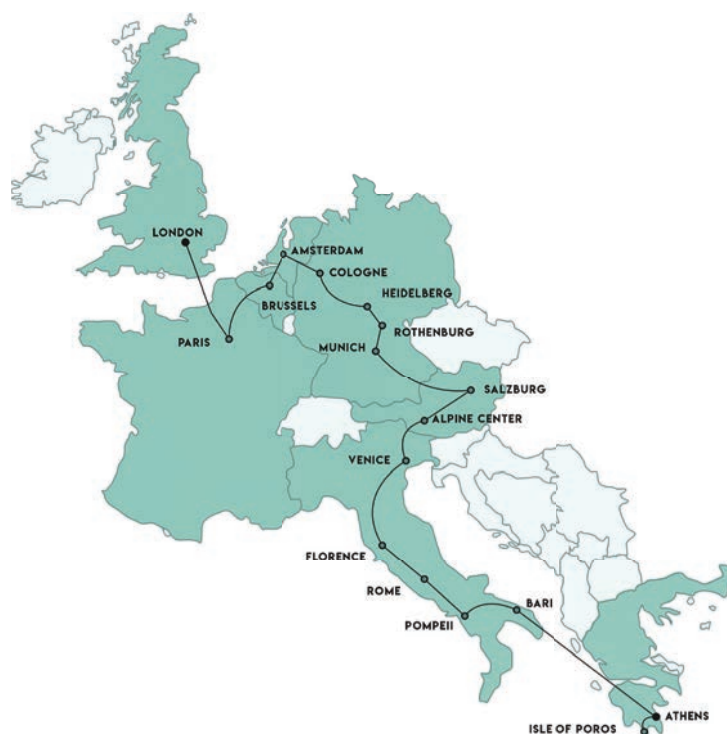 LONDON
AMSTERDAM
COLOGNE
BRUSSELS
HEIDELBERG
ROTHENBURG
PARIS
MUNICH
SALZBURG
ALPINE CENTER
VENICE
FLORENCE
ROME
BARI
POMPEII
ATHENS
ISLE OF POROS